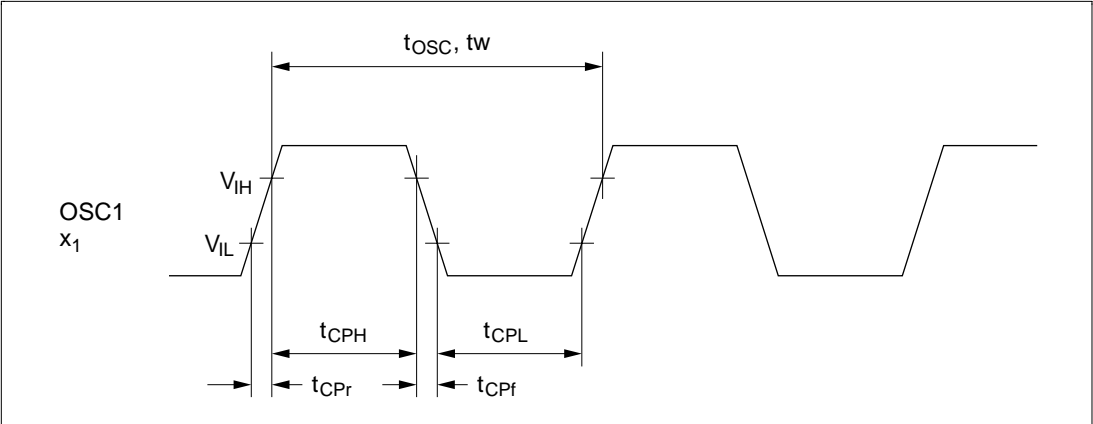 tOSC, tw
VIH
OSC1
x1
VIL
tCPH
tCPL
tCPr
tCPf